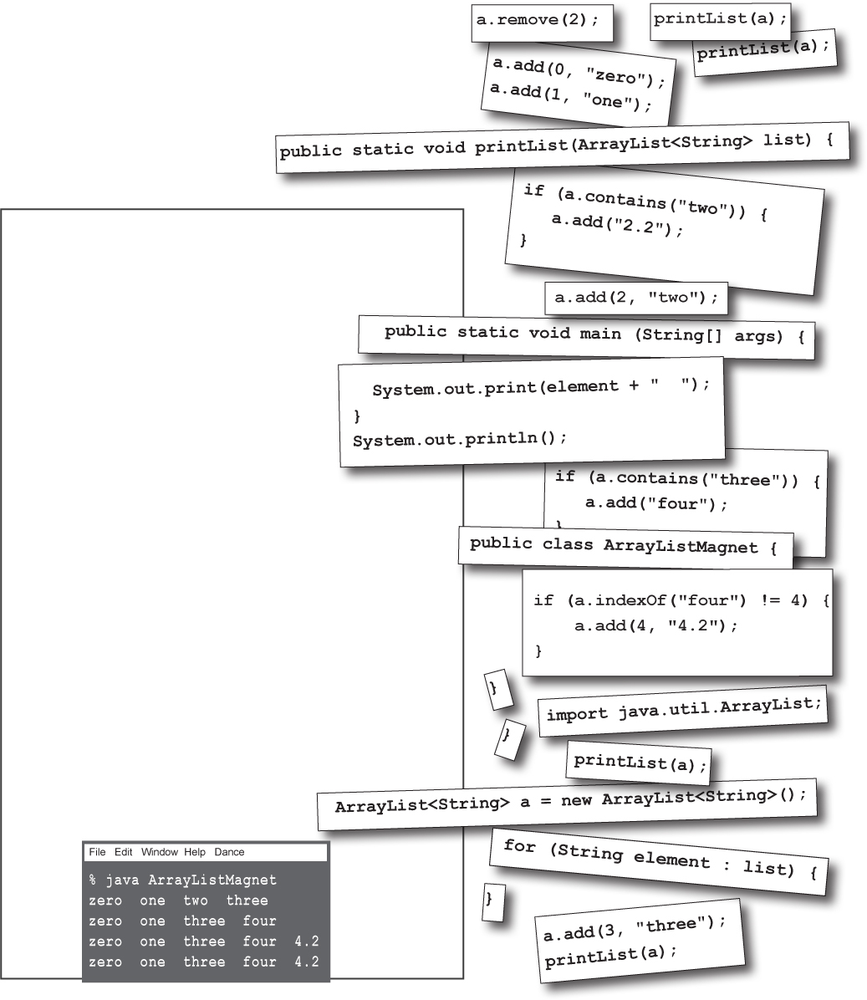 a.remove(2);
printList(a);
printList(a);
a.add(0, "zero");
a.add(1, "one");
public static void printList(ArrayList<String> list) {
if (a.contains("two")) {
a.add("2.2");
}
a.add(2, "two");
public static void main (String[] args) {
System.out.print(element + "  ");
}
System.out.println();
if (a.contains("three")) {
a.add("four");
}
public class ArrayListMagnet {
if (a.indexOf("four") != 4) {
a.add(4, "4.2");
}
}
import java.util.ArrayList;
}
printList(a);
ArrayList<String> a = new ArrayList<String>();
for (String element : list) {
}
a.add(3, "three");
printList(a);
File Edit Window Help Dance
% java ArrayListMagnet
zero one two three
zero one three four
zero one three four 4.2
zero one three four 4.2